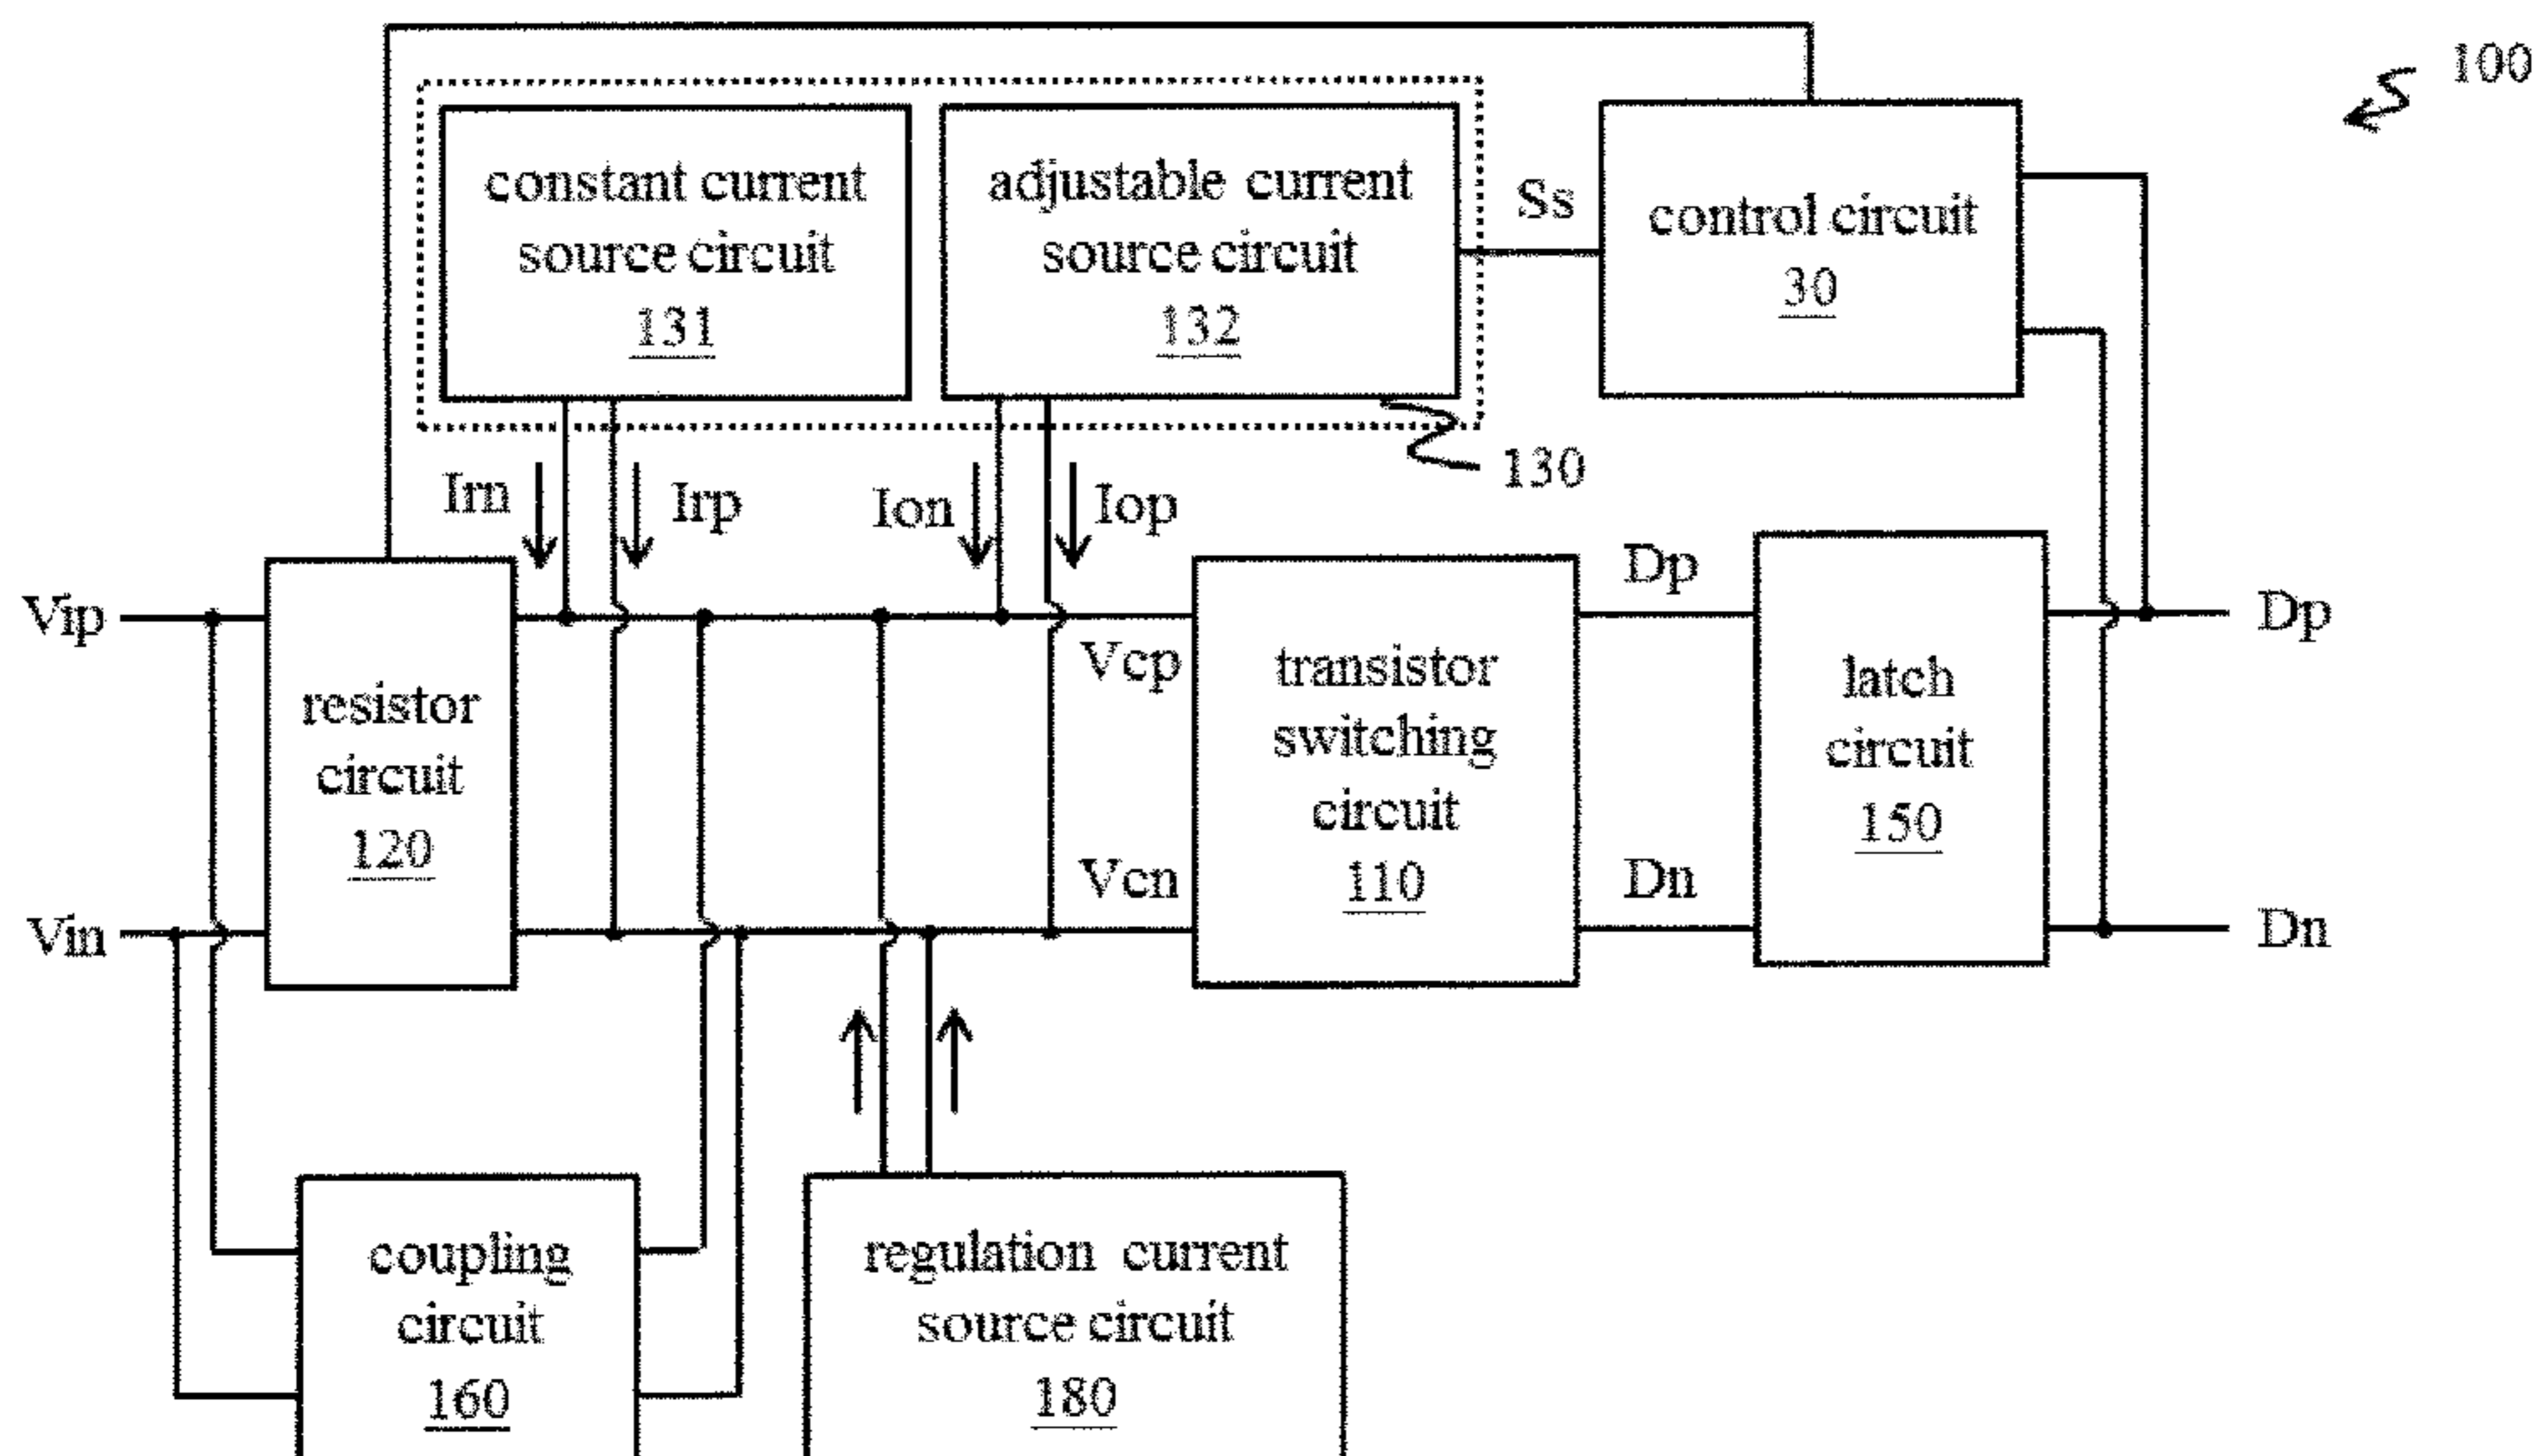 100
constant current
source circuit
131
adjustable current
source circuit
132
Ss
control circuit
30
130
Irn
Irp
Ion
Iop
Vip
Vin
resistor
circuit
120
Vcp
Vcn
transistor
switching
circuit
110
Dp
Dn
latch
circuit
150
Dp
Dn
coupling
circuit
160
regulation current
source circuit
180